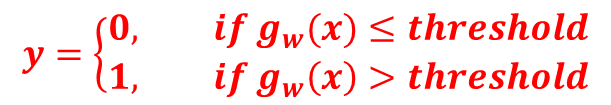 y = { 0, if g_w(x) ≤ threshold
1, if g_w(x) > threshold